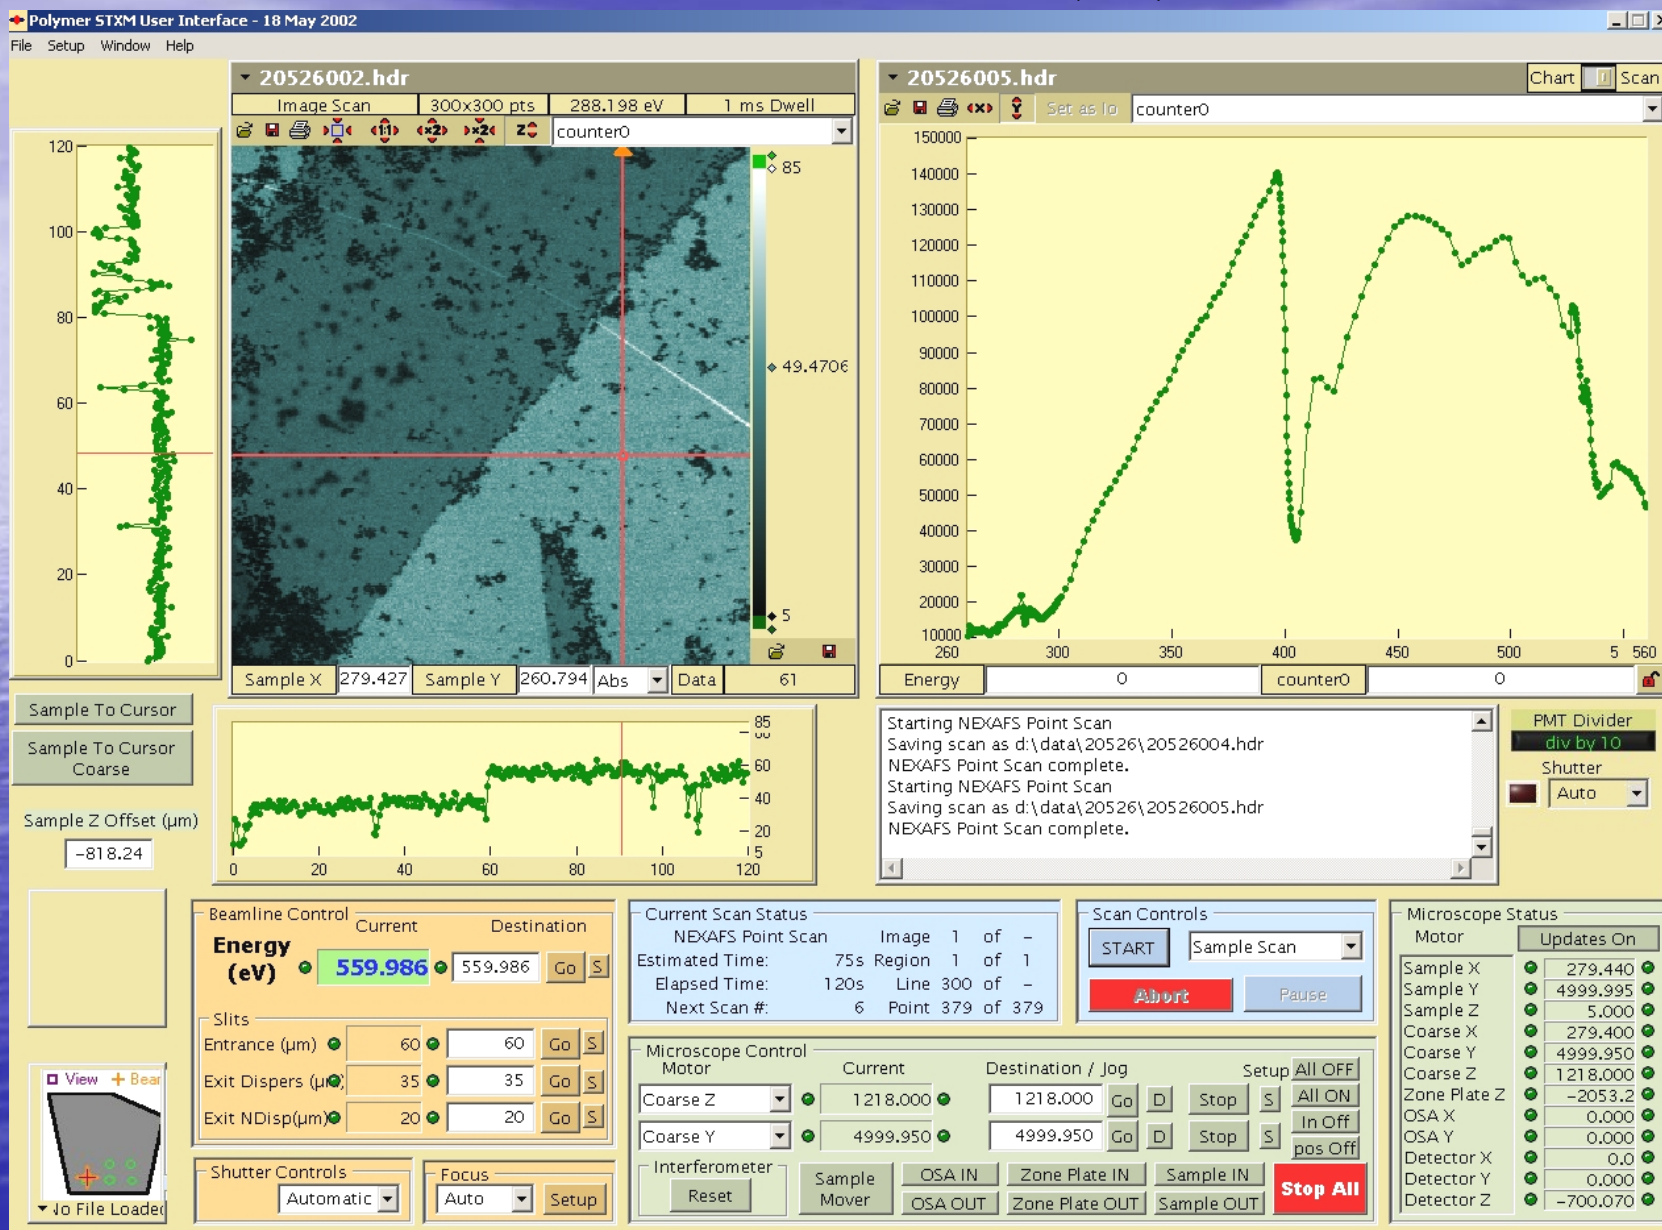 Polymer STXM User Interface - 18 May 2002
File Setup Window Help
20526002.hdr
Image Scan 300x300 pts 288.198 eV 1 ms Dwell
1:1 x2 x2 Z counter0
120
100
80
60
40
20
0
85
49.4706
5
Sample X 279.427 Sample Y 260.794 Abs Data 61
20526005.hdr
Chart Scan
X Y Set as Io counter0
150000
140000
130000
120000
110000
100000
90000
80000
70000
60000
50000
40000
30000
20000
10000
260 300 350 400 450 500 5 560
Energy 0 counter0 0
Sample To Cursor
Sample To Cursor
Coarse
Sample Z Offset (µm)
-818.24
85
60
40
20
5
0 20 40 60 80 100 120
Starting NEXAFS Point Scan
Saving scan as d:\data\20526\20526004.hdr
NEXAFS Point Scan complete.
Starting NEXAFS Point Scan
Saving scan as d:\data\20526\20526005.hdr
NEXAFS Point Scan complete.
PMT Divider
div by 10
Shutter
Auto
Beamline Control
Current Destination
Energy
(eV) 559.986 559.986 Go S
Slits
Entrance (µm) 60 60 Go S
Exit Dispers (µm) 35 35 Go S
Exit NDisp(µm) 20 20 Go S
Shutter Controls
Automatic
Focus
Auto Setup
View + Bear
No File Loaded
Current Scan Status
NEXAFS Point Scan Image 1 of -
Estimated Time: 75s Region 1 of 1
Elapsed Time: 120s Line 300 of -
Next Scan #: 6 Point 379 of 379
Scan Controls
START Sample Scan
Abort Pause
Microscope Control
Motor Current Destination / Jog Setup All OFF
Coarse Z 1218.000 1218.000 Go D Stop S All ON
In Off
Coarse Y 4999.950 4999.950 Go D Stop S
pos Off
Interferometer
Reset
Sample
Mover
OSA IN Zone Plate IN Sample IN
OSA OUT Zone Plate OUT Sample OUT
Stop All
Microscope Status
Motor Updates On
Sample X 279.440
Sample Y 4999.995
Sample Z 5.000
Coarse X 279.400
Coarse Y 4999.950
Coarse Z 1218.000
Zone Plate Z -2053.2
OSA X 0.000
OSA Y 0.000
Detector X 0.0
Detector Y 0.000
Detector Z -700.070